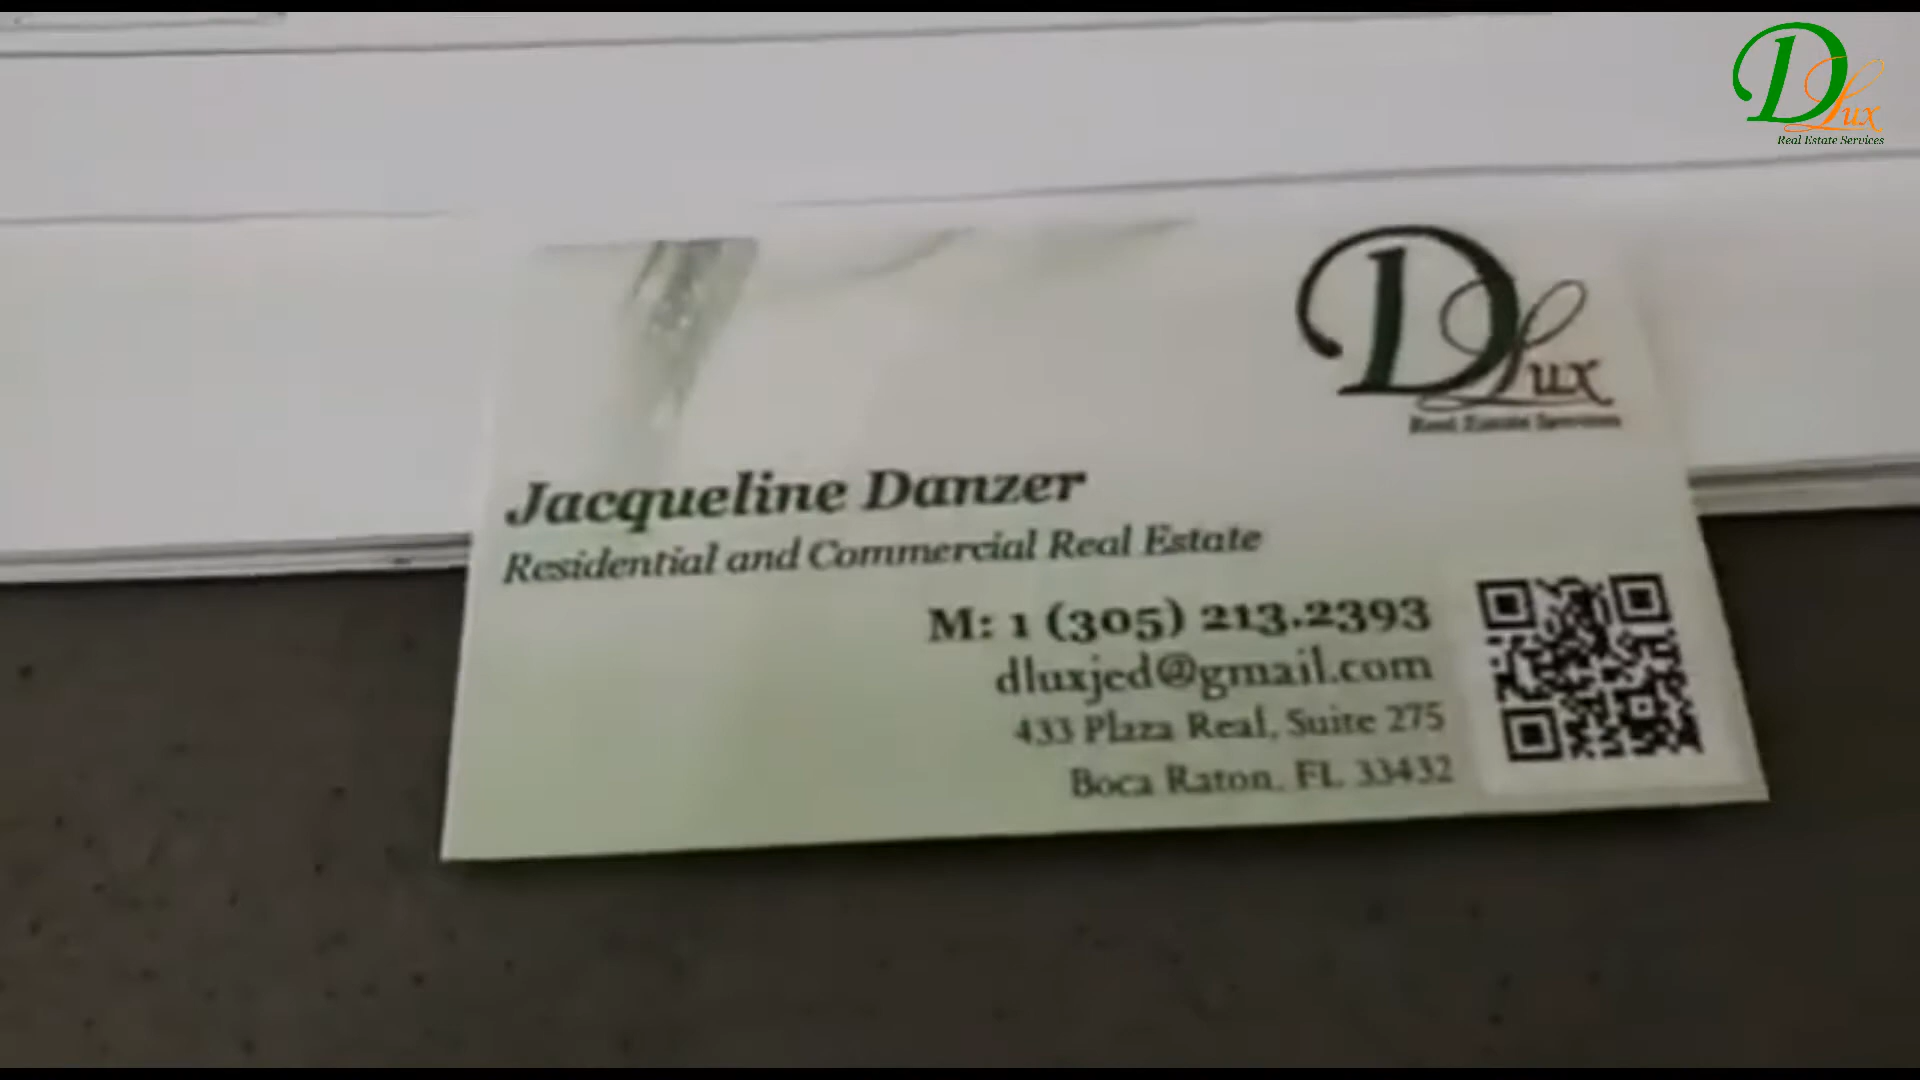 DLux
Real Estate Services
DLux
Real Estate Services
Jacqueline Danzer
Residential and Commercial Real Estate
M: 1 (305) 213.2393
dluxjed@gmail.com
433 Plaza Real, Suite 275
Boca Raton, FL 33432